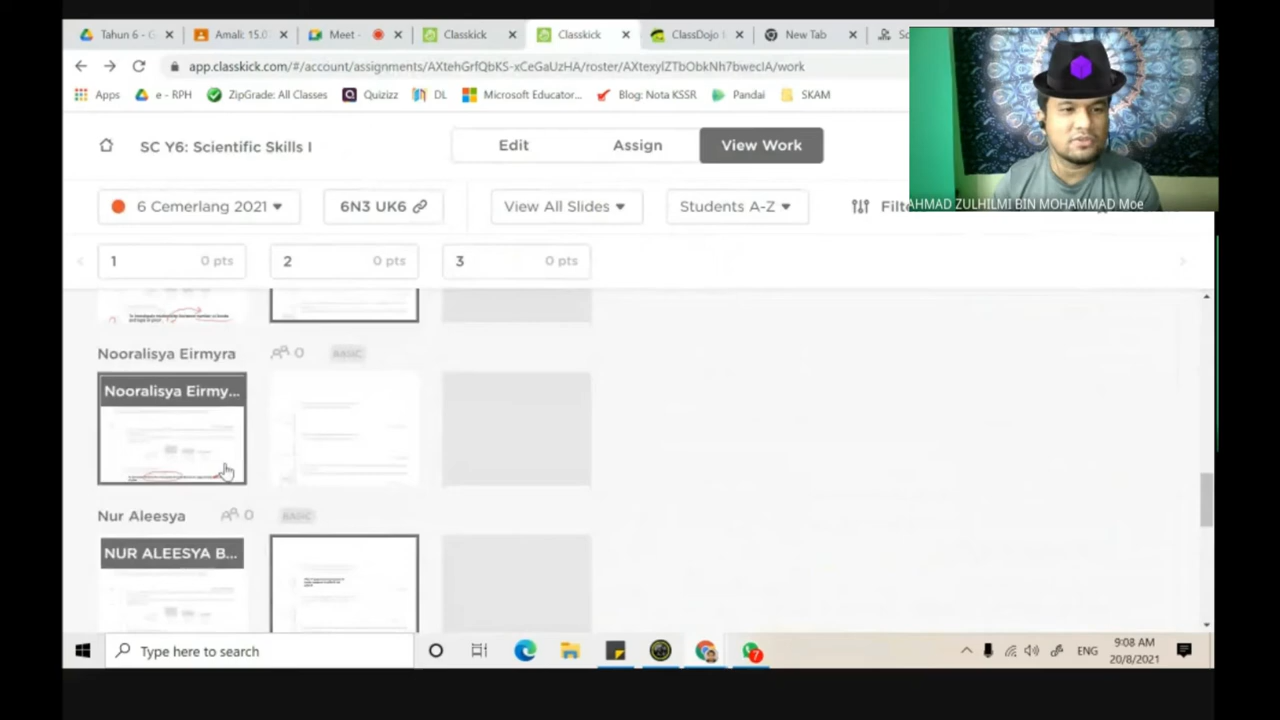 Tahun 6 - G
Amali: 15.0
Meet -
Classkick
Classkick
ClassDojo
New Tab
app.classkick.com/#/account/assignments/AXtehGrfQbKS-xCeGaUzHA/roster/AXtexylZTbObkNh7bwecIA/work
Apps
e - RPH
ZipGrade: All Classes
Quizizz
DL
Microsoft Educator...
Blog: Nota KSSR
Pandai
SKAM
AHMAD ZULHILMI BIN MOHAMMAD Moe
SC Y6: Scientific Skills I
Edit
Assign
View Work
6 Cemerlang 2021
6N3 UK6
View All Slides
Students A-Z
Filte
1 0 pts
2 0 pts
3 0 pts
Nooralisya Eirmyra 0 BASIC
Nooralisya Eirmy...
Nur Aleesya 0 BASIC
NUR ALEESYA B...
Type here to search
7
ENG
9:08 AM
20/8/2021